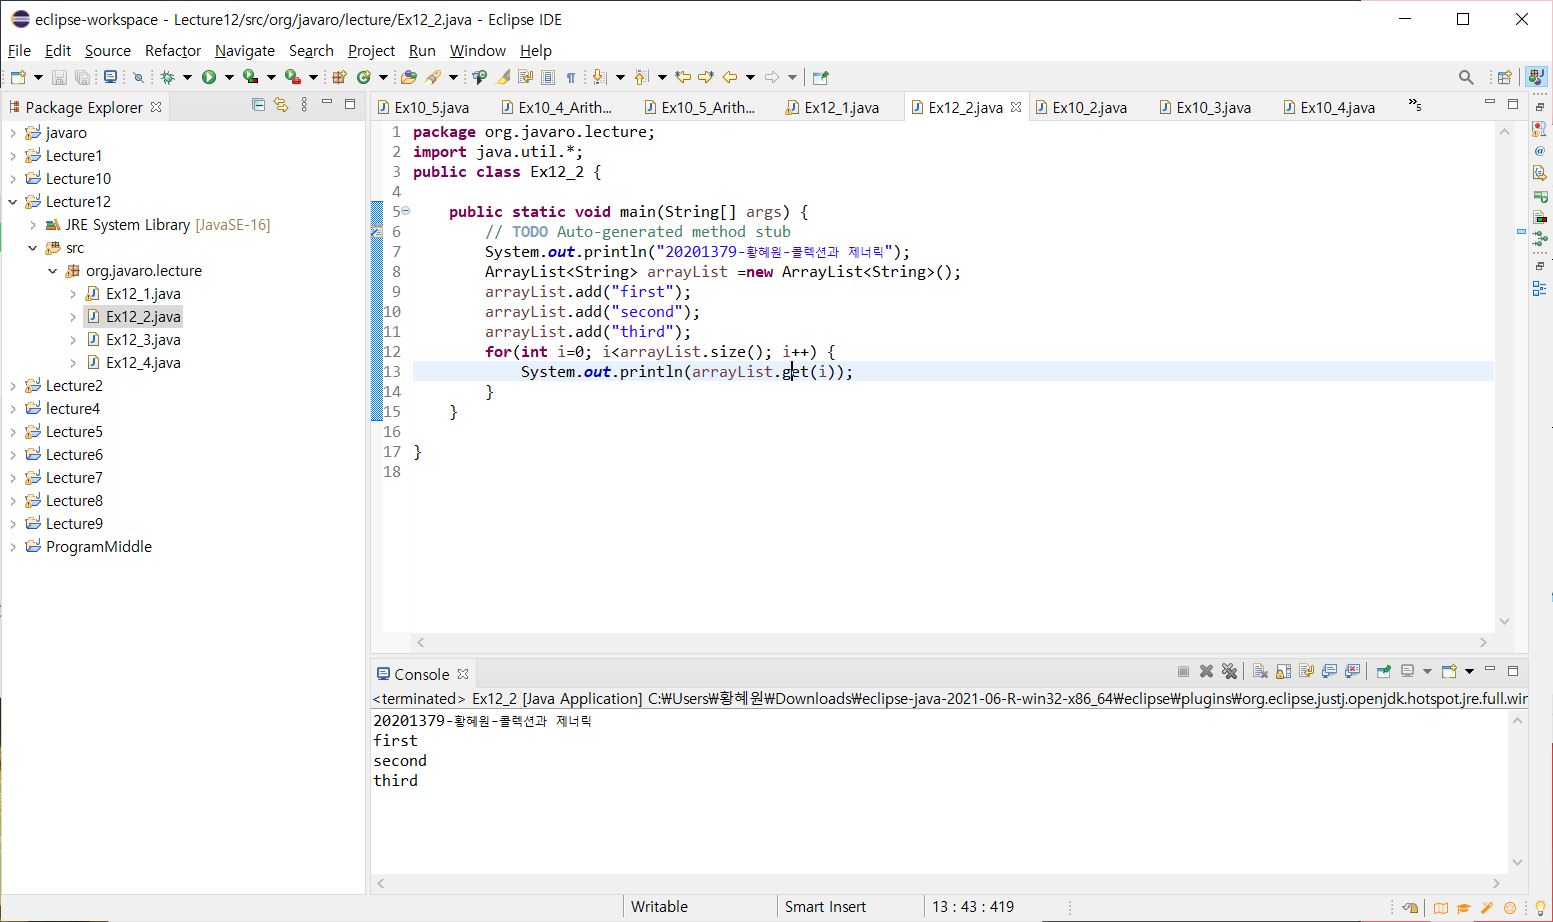 eclipse-workspace - Lecture12/src/org/javaro/lecture/Ex12_2.java - Eclipse IDE
File Edit Source Refactor Navigate Search Project Run Window Help
Package Explorer
javaro
Lecture1
Lecture10
Lecture12
JRE System Library [JavaSE-16]
src
org.javaro.lecture
Ex12_1.java
Ex12_2.java
Ex12_3.java
Ex12_4.java
Lecture2
lecture4
Lecture5
Lecture6
Lecture7
Lecture8
Lecture9
ProgramMiddle
Ex10_5.java Ex10_4_Arith... Ex10_5_Arith... Ex12_1.java Ex12_2.java Ex10_2.java Ex10_3.java Ex10_4.java »5
1 package org.javaro.lecture;
2 import java.util.*;
3 public class Ex12_2 {
4
5 public static void main(String[] args) {
6 // TODO Auto-generated method stub
7 System.out.println("20201379-황혜원-콜렉션과 제너릭");
8 ArrayList<String> arrayList =new ArrayList<String>();
9 arrayList.add("first");
10 arrayList.add("second");
11 arrayList.add("third");
12 for(int i=0; i<arrayList.size(); i++) {
13 System.out.println(arrayList.get(i));
14 }
15 }
16
17 }
18
Console
<terminated> Ex12_2 [Java Application] C:₩Users₩황혜원₩Downloads₩eclipse-java-2021-06-R-win32-x86_64₩eclipse₩plugins₩org.eclipse.justj.openjdk.hotspot.jre.full.wir
20201379-황혜원-콜렉션과 제너릭
first
second
third
Writable Smart Insert 13 : 43 : 419